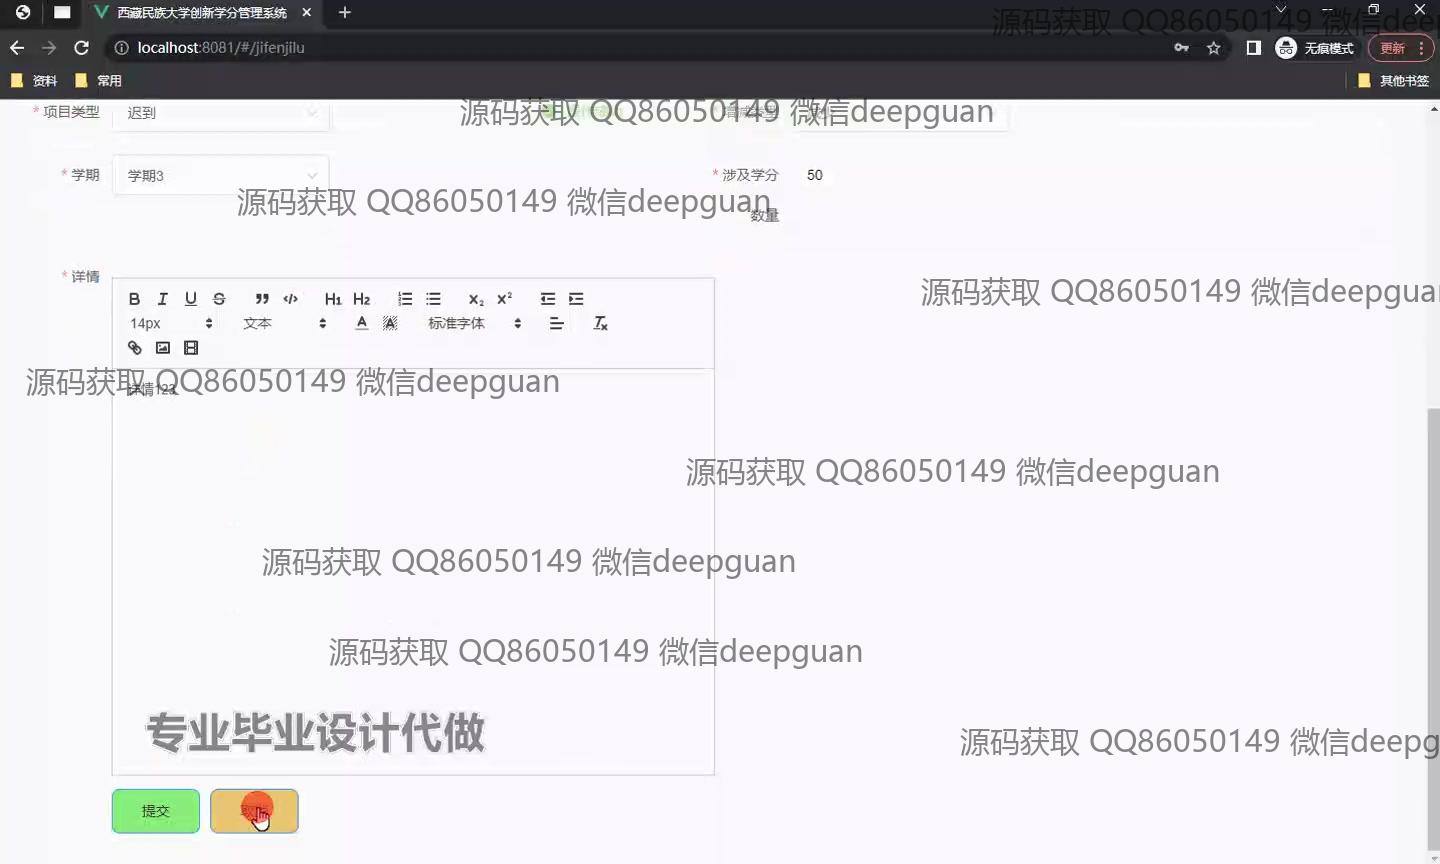 西藏民族大学创新学分管理系统
localhost:8081/#/jifenjilu
无痕模式
更新
资料
常用
其他书签
源码获取 QQ86050149 微信deep
* 项目类型
迟到
源码获取 QQ86050149 微信deepguan
* 学期
学期3
* 涉及学分
数量
50
源码获取 QQ86050149 微信deepguan
* 详情
源码获取 QQ86050149 微信deepguan
B I U S H1 H2 X₂ X²
14px
文本
A
A
标准字体
Tx
源码获取 QQ86050149 微信deepguan
详情123
源码获取 QQ86050149 微信deepguan
源码获取 QQ86050149 微信deepguan
源码获取 QQ86050149 微信deepguan
专业毕业设计代做
源码获取 QQ86050149 微信deepg
提交